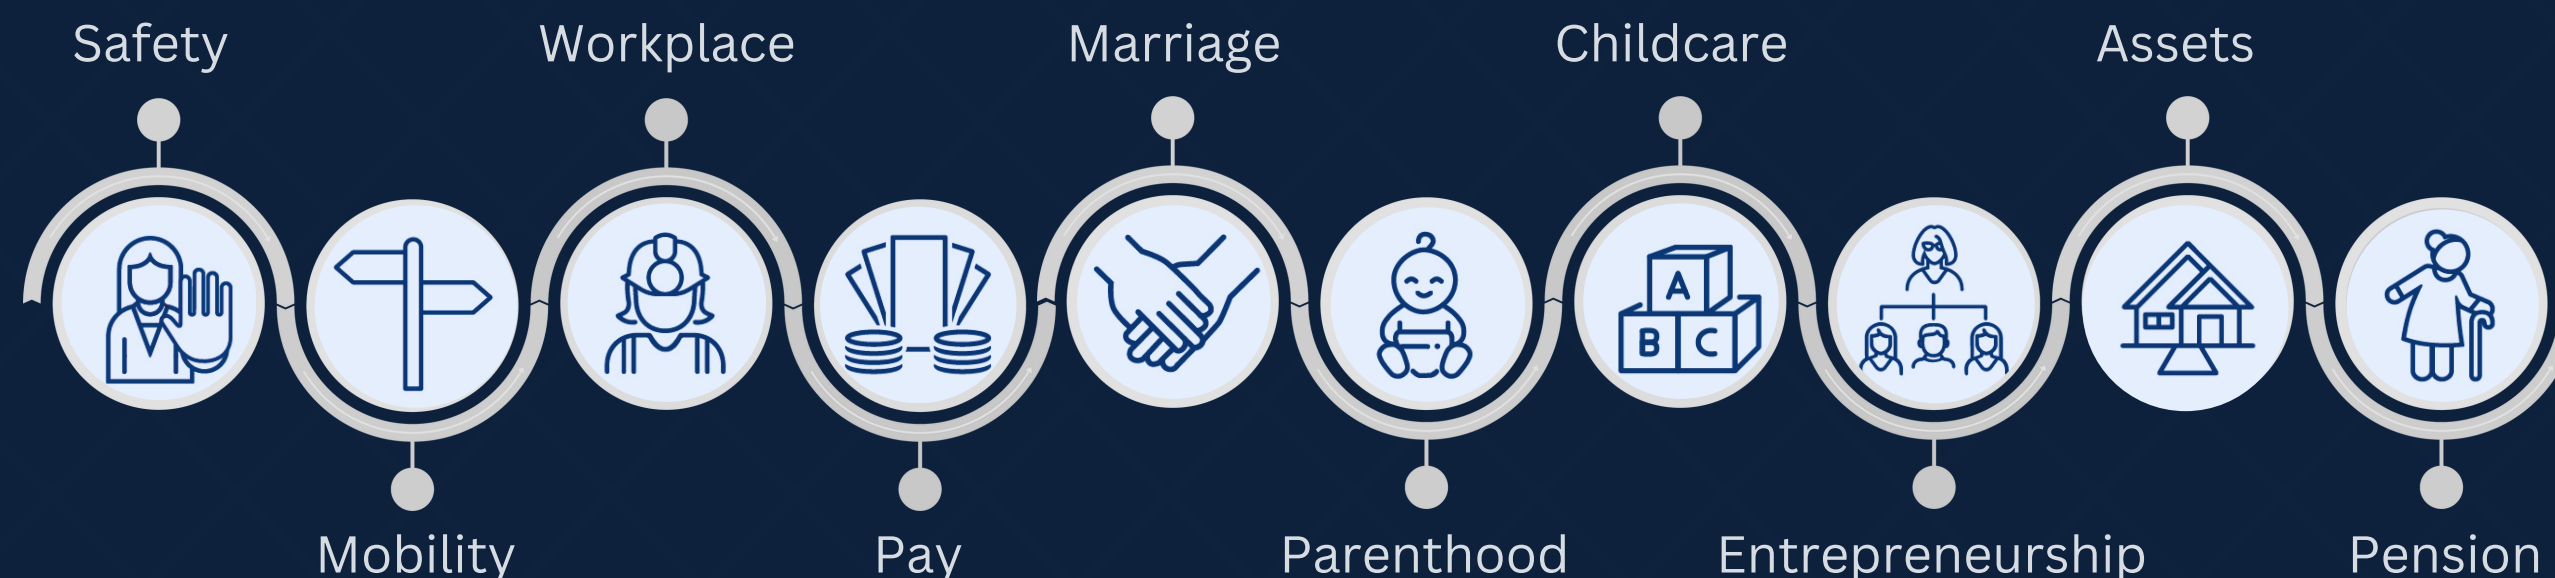 Safety
Workplace
Marriage
Childcare
Assets
A
B C
Mobility
Pay
Parenthood
Entrepreneurship
Pension